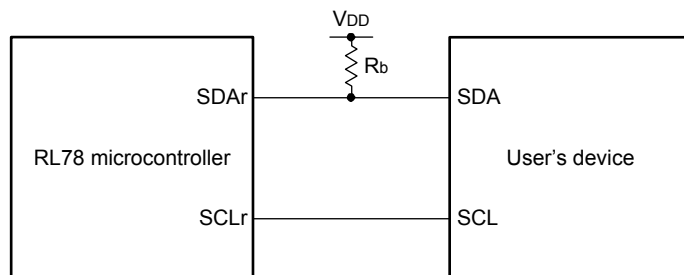 VDD
Rb
SDAr
SDA
RL78 microcontroller
User's device
SCLr
SCL